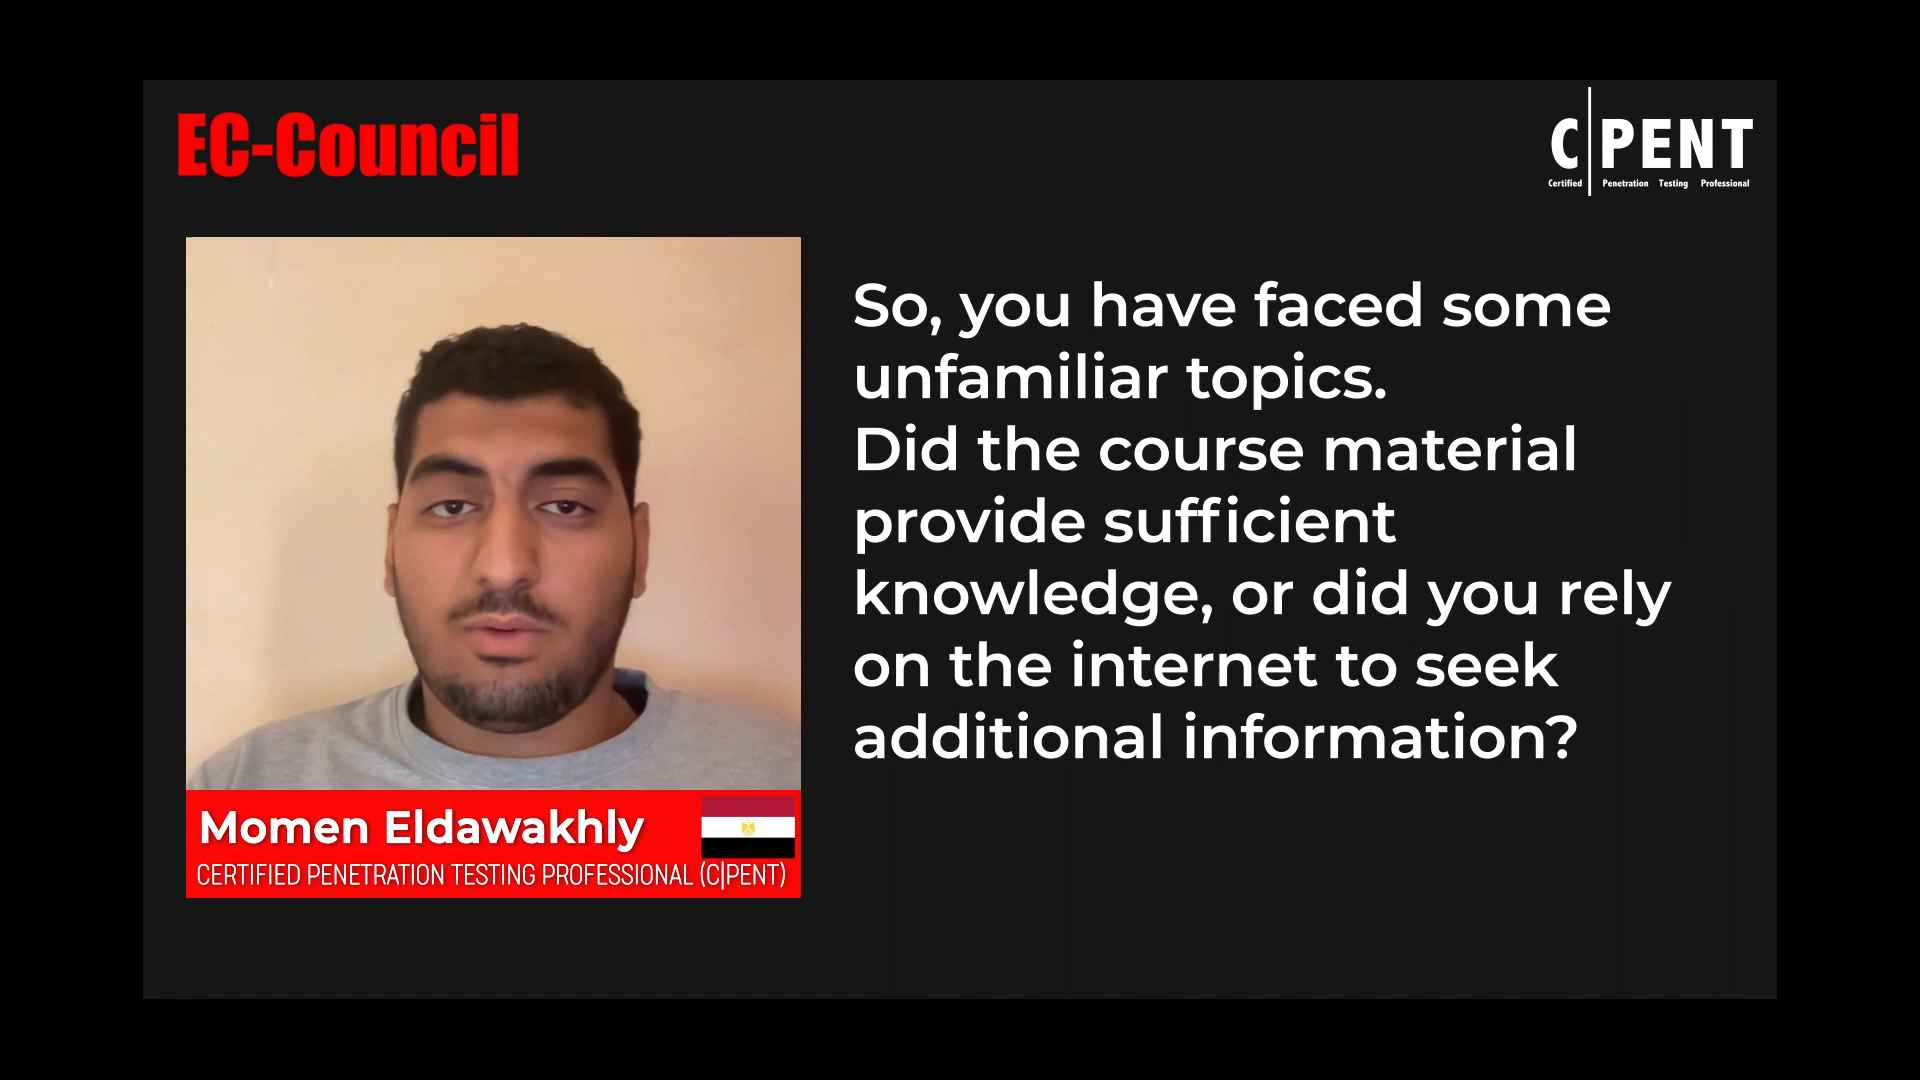 EC-Council
C|PENT
Certified Penetration Testing Professional
So, you have faced some
unfamiliar topics.
Did the course material
provide sufficient
knowledge, or did you rely
on the internet to seek
additional information?
Momen Eldawakhly
CERTIFIED PENETRATION TESTING PROFESSIONAL (C|PENT)